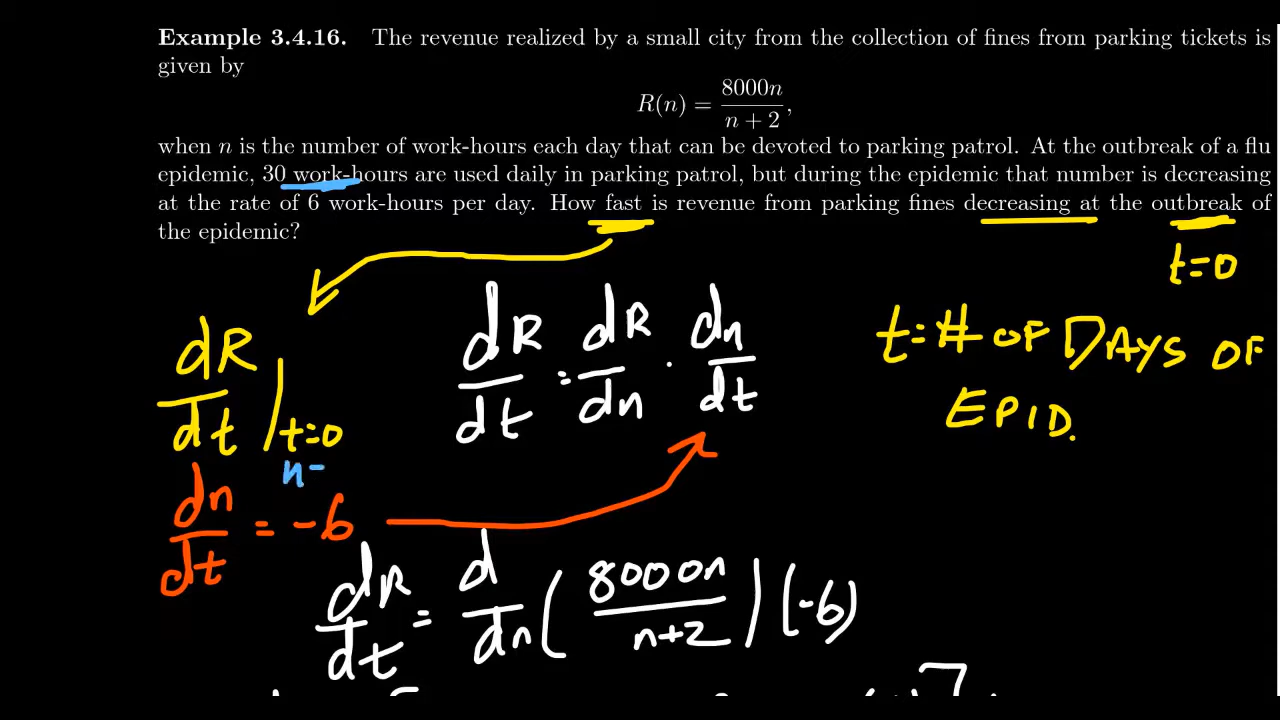 Example 3.4.16. The revenue realized by a small city from the collection of fines from parking tickets is
given by
R(n) = 8000n / (n + 2),
when n is the number of work-hours each day that can be devoted to parking patrol. At the outbreak of a flu
epidemic, 30 work-hours are used daily in parking patrol, but during the epidemic that number is decreasing
at the rate of 6 work-hours per day. How fast is revenue from parking fines decreasing at the outbreak of
the epidemic?
t=0
dR/dt | t=0
n=
dR/dt = dR/dn · dn/dt
t=# OF DAYS OF
EPID.
dn/dt = -6
dR/dt = d/dn (8000n / n+2) (-6)